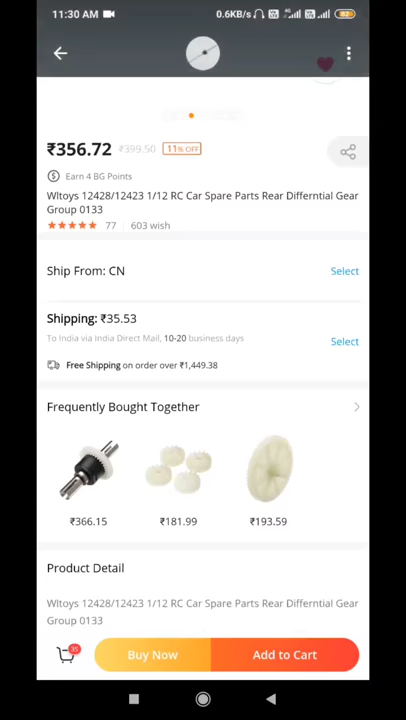 11:30 AM
0.6KB/s
4G
82
₹356.72 ₹399.50 11% OFF
Earn 4 BG Points
Wltoys 12428/12423 1/12 RC Car Spare Parts Rear Differntial Gear
Group 0133
77 603 wish
Ship From: CN Select
Shipping: ₹35.53
To India via India Direct Mail, 10-20 business days Select
Free Shipping on order over ₹1,449.38
Frequently Bought Together
₹366.15 ₹181.99 ₹193.59
Product Detail
Wltoys 12428/12423 1/12 RC Car Spare Parts Rear Differntial Gear
Group 0133
35 Buy Now Add to Cart